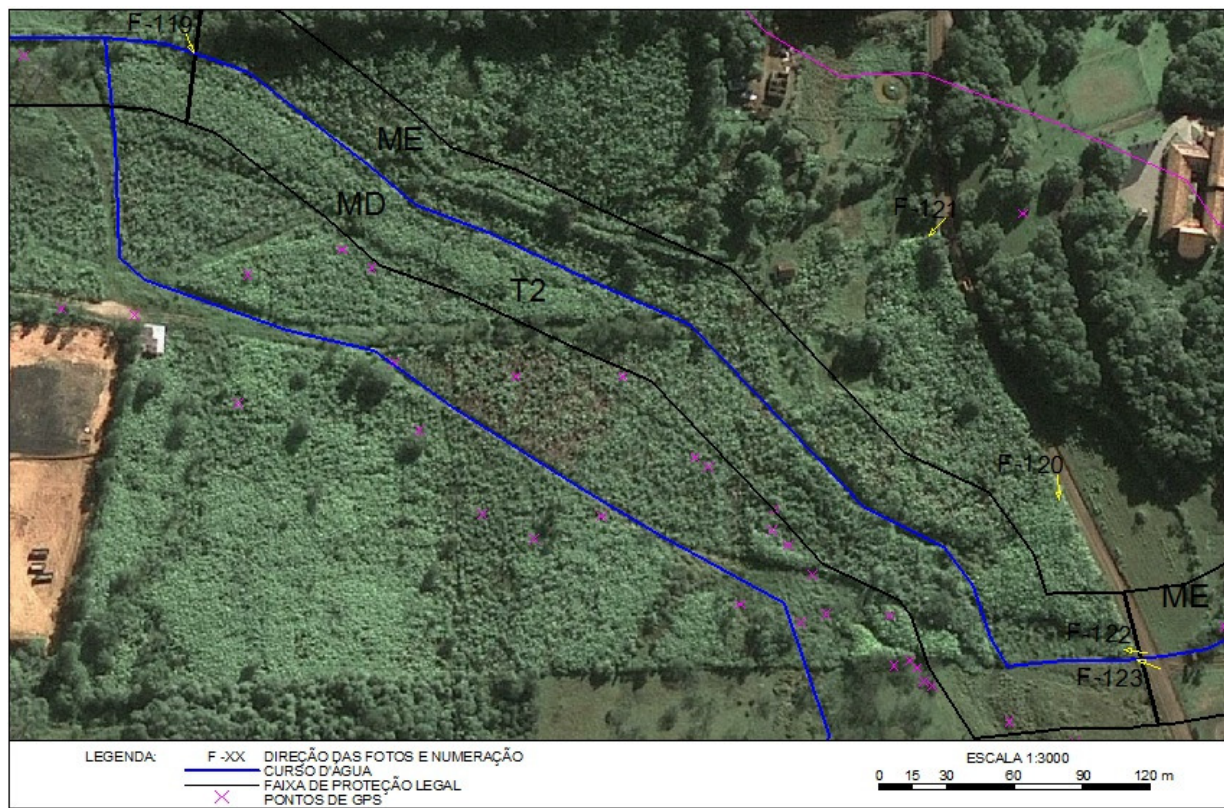 F-119
ME
MD
F-121
T2
F-120
ME
F-122
F-123
LEGENDA:
F -XX DIREÇÃO DAS FOTOS E NUMERAÇÃO
CURSO D'ÁGUA
FAIXA DE PROTEÇÃO LEGAL
PONTOS DE GPS
ESCALA 1:3000
0 15 30 60 90 120 m